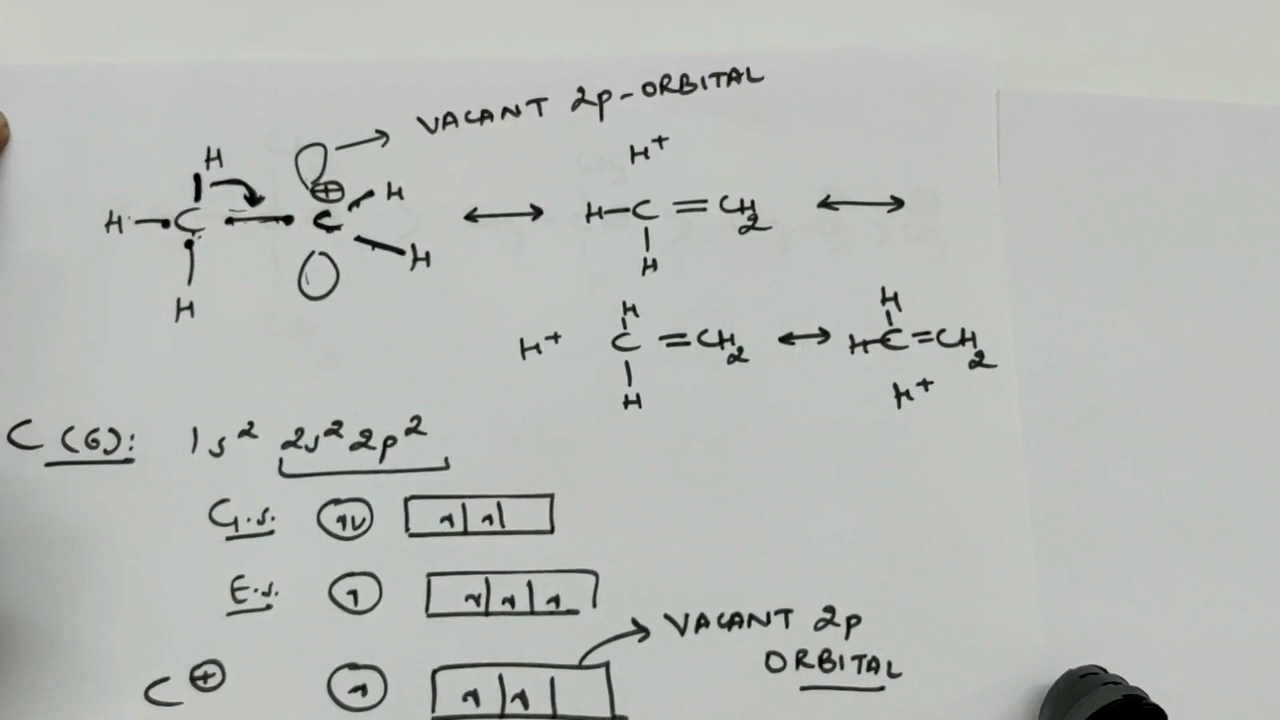 VACANT 2p-ORBITAL
H H+
H-C-C⊕ H ⟷ H-C=CH2 ⟷
H H
H
H H
H+ C=CH2 ⟷ H-C=CH2
H H+
C (6): 1s² 2s² 2p²
G.s. ↿⇂ ↿ ↿
E.s. ↿ ↿ ↿ ↿
VACANT 2p
ORBITAL
C⊕ ↿ ↿ ↿